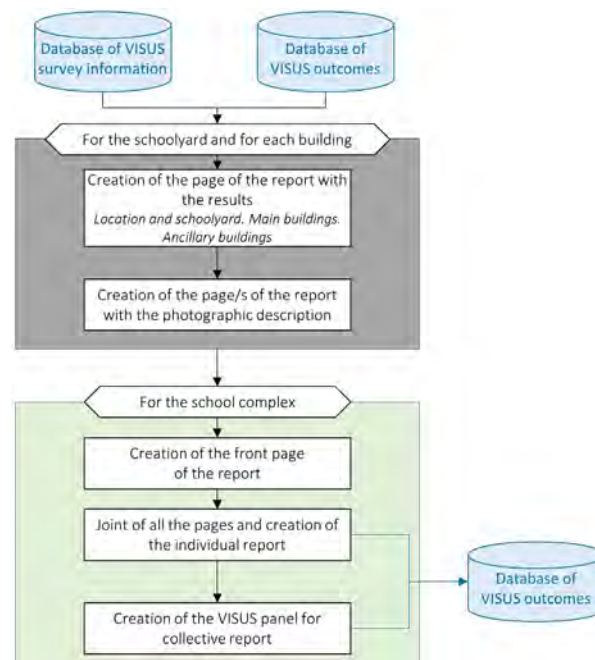 Database of VISUS
survey information
Database of
VISUS outcomes
For the schoolyard and for each building
Creation of the page of the report with
the results
Location and schoolyard. Main buildings.
Ancillary buildings
Creation of the page/s of the report
with the photographic description
For the school complex
Creation of the front page
of the report
Joint of all the pages and creation of
the individual report
Database of
VISUS outcomes
Creation of the VISUS panel for
collective report